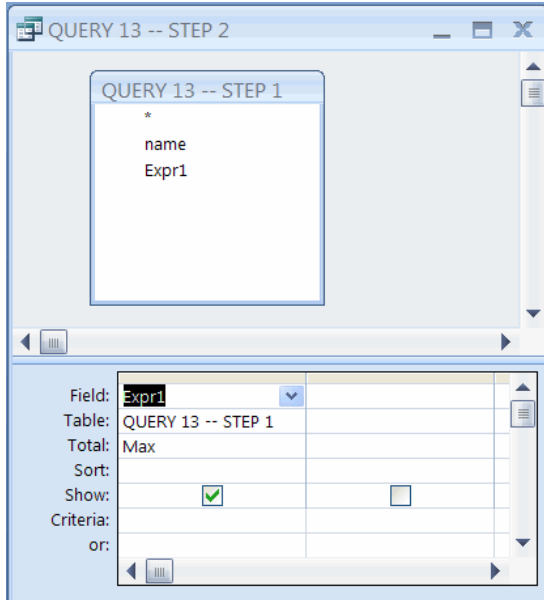 QUERY 13 -- STEP 2
QUERY 13 -- STEP 1
*
name
Expr1
Field: Expr1
Table: QUERY 13 -- STEP 1
Total: Max
Sort:
Show:
Criteria:
or: